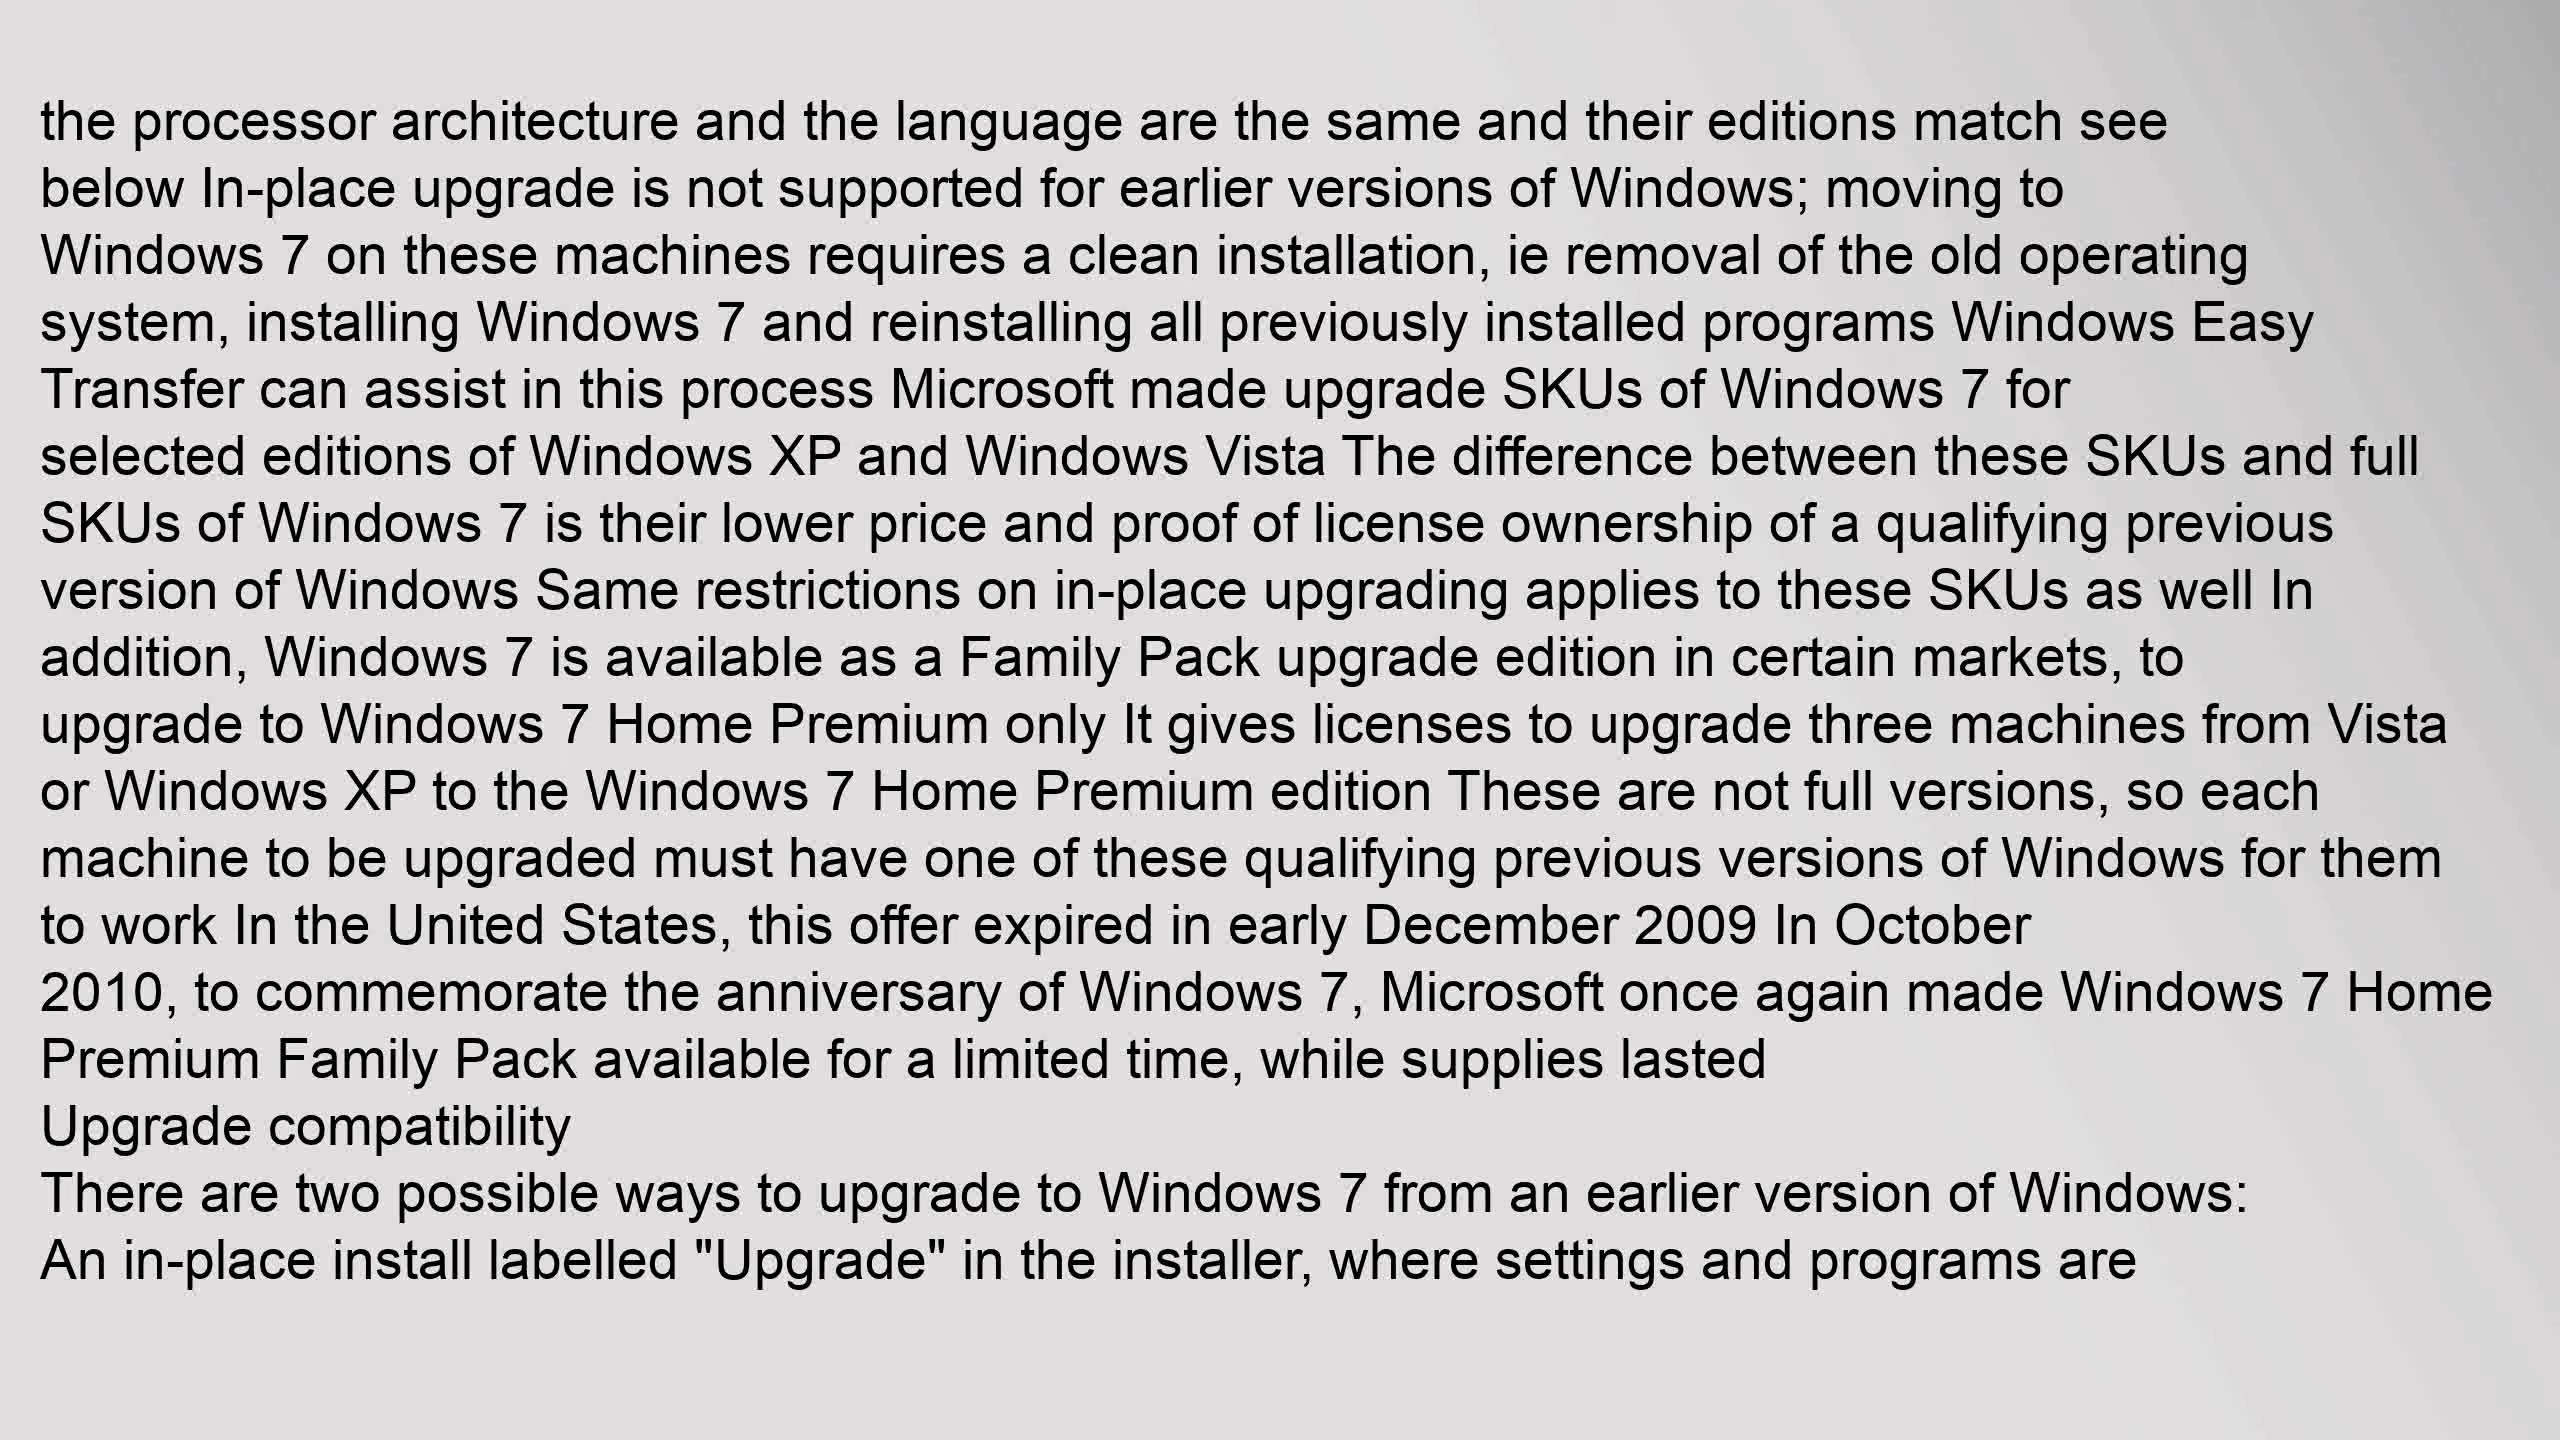 the processor architecture and the language are the same and their editions match see
below In-place upgrade is not supported for earlier versions of Windows; moving to
Windows 7 on these machines requires a clean installation, ie removal of the old operating
system, installing Windows 7 and reinstalling all previously installed programs Windows Easy
Transfer can assist in this process Microsoft made upgrade SKUs of Windows 7 for
selected editions of Windows XP and Windows Vista The difference between these SKUs and full
SKUs of Windows 7 is their lower price and proof of license ownership of a qualifying previous
version of Windows Same restrictions on in-place upgrading applies to these SKUs as well In
addition, Windows 7 is available as a Family Pack upgrade edition in certain markets, to
upgrade to Windows 7 Home Premium only It gives licenses to upgrade three machines from Vista
or Windows XP to the Windows 7 Home Premium edition These are not full versions, so each
machine to be upgraded must have one of these qualifying previous versions of Windows for them
to work In the United States, this offer expired in early December 2009 In October
2010, to commemorate the anniversary of Windows 7, Microsoft once again made Windows 7 Home
Premium Family Pack available for a limited time, while supplies lasted
Upgrade compatibility
There are two possible ways to upgrade to Windows 7 from an earlier version of Windows:
An in-place install labelled "Upgrade" in the installer, where settings and programs are